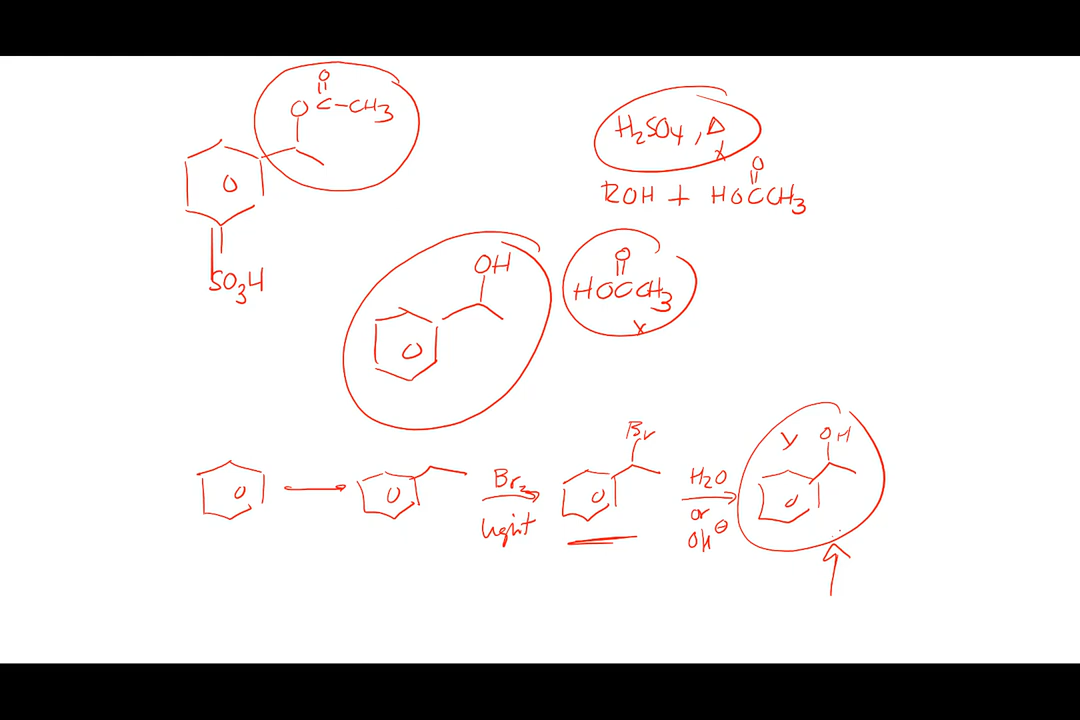 O
||
O C-CH3
O
SO3H
H2SO4, Δ
x
O
||
ROH + HOCCH3
OH
O
O
||
HOCCH3
x
O
O
Br2
light
Br
O
H2O
or
OH⊖
OH
O